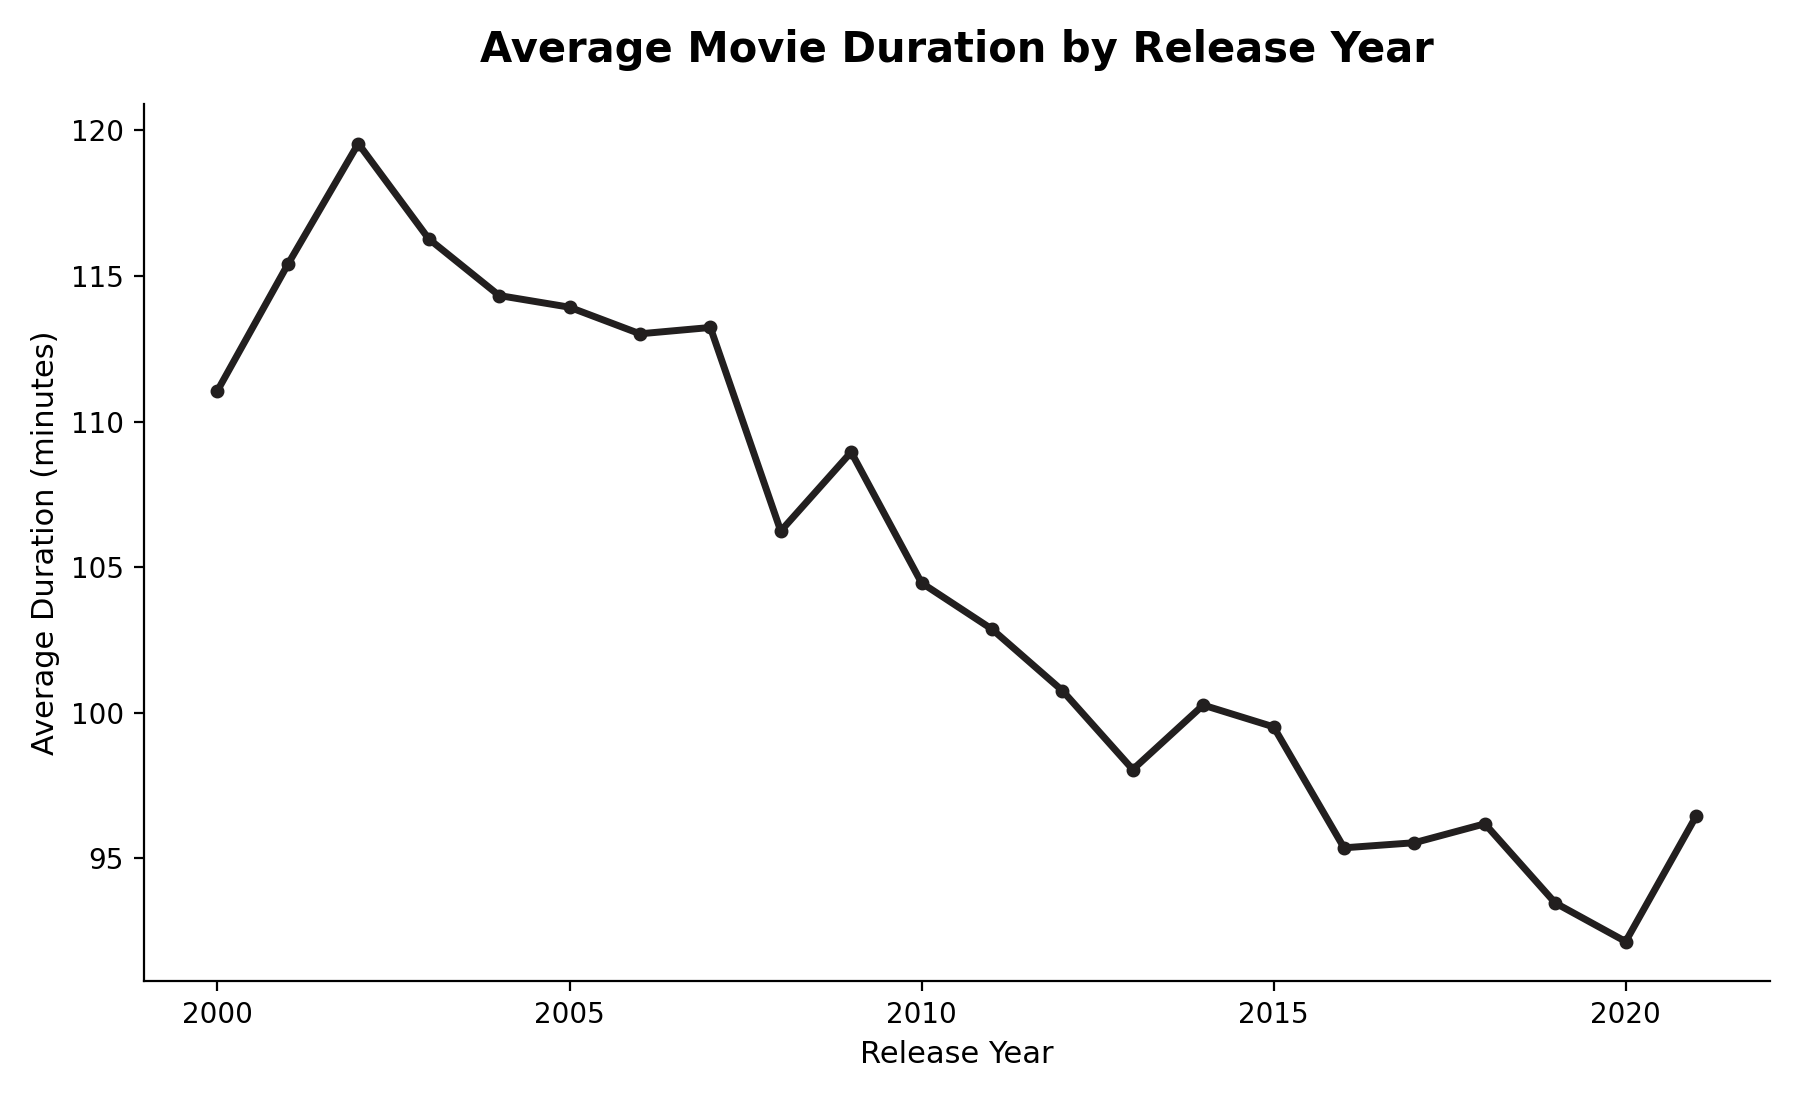 Average Movie Duration by Release Year
120
115
110
105
100
95
Average Duration (minutes)
2000 2005 2010 2015 2020
Release Year